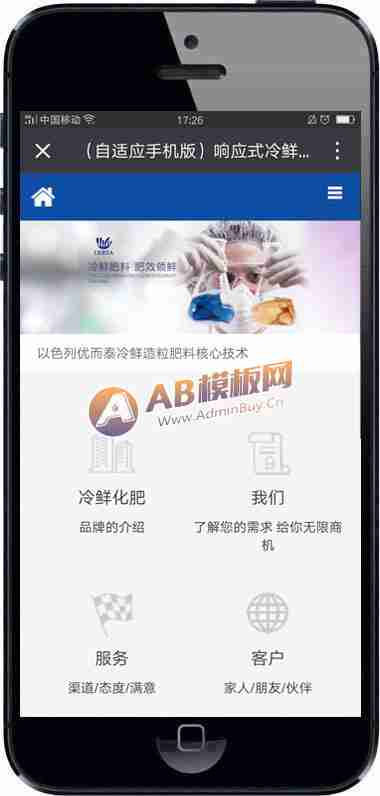 中国移动
17:26
（自适应手机版）响应式冷鲜...
冷鲜肥料 肥效领鲜
以色列优而泰冷鲜造粒肥料核心技术
AB模板网
Www.AdminBuy.Cn
冷鲜化肥
我们
品牌的介绍
了解您的需求 给你无限商
机
服务
客户
渠道/态度/满意
家人/朋友/伙伴